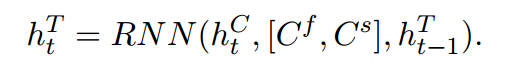 h_t^T = RNN(h_t^C, [C^f, C^s], h_{t-1}^T).